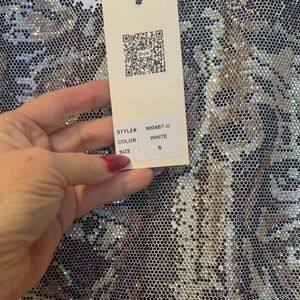 STYLE#: 9004BT-U
COLOR : WHITE
SIZE : S